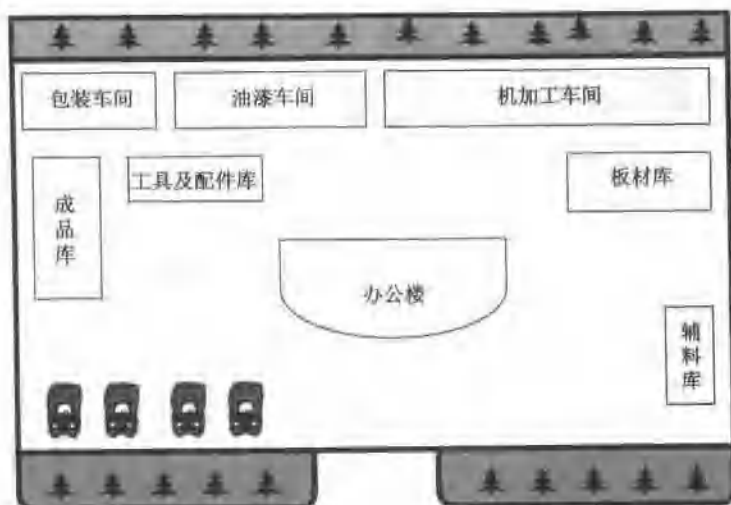 包装车间
油漆车间
机加工车间
工具及配件库
板材库
成品库
办公楼
辅料库